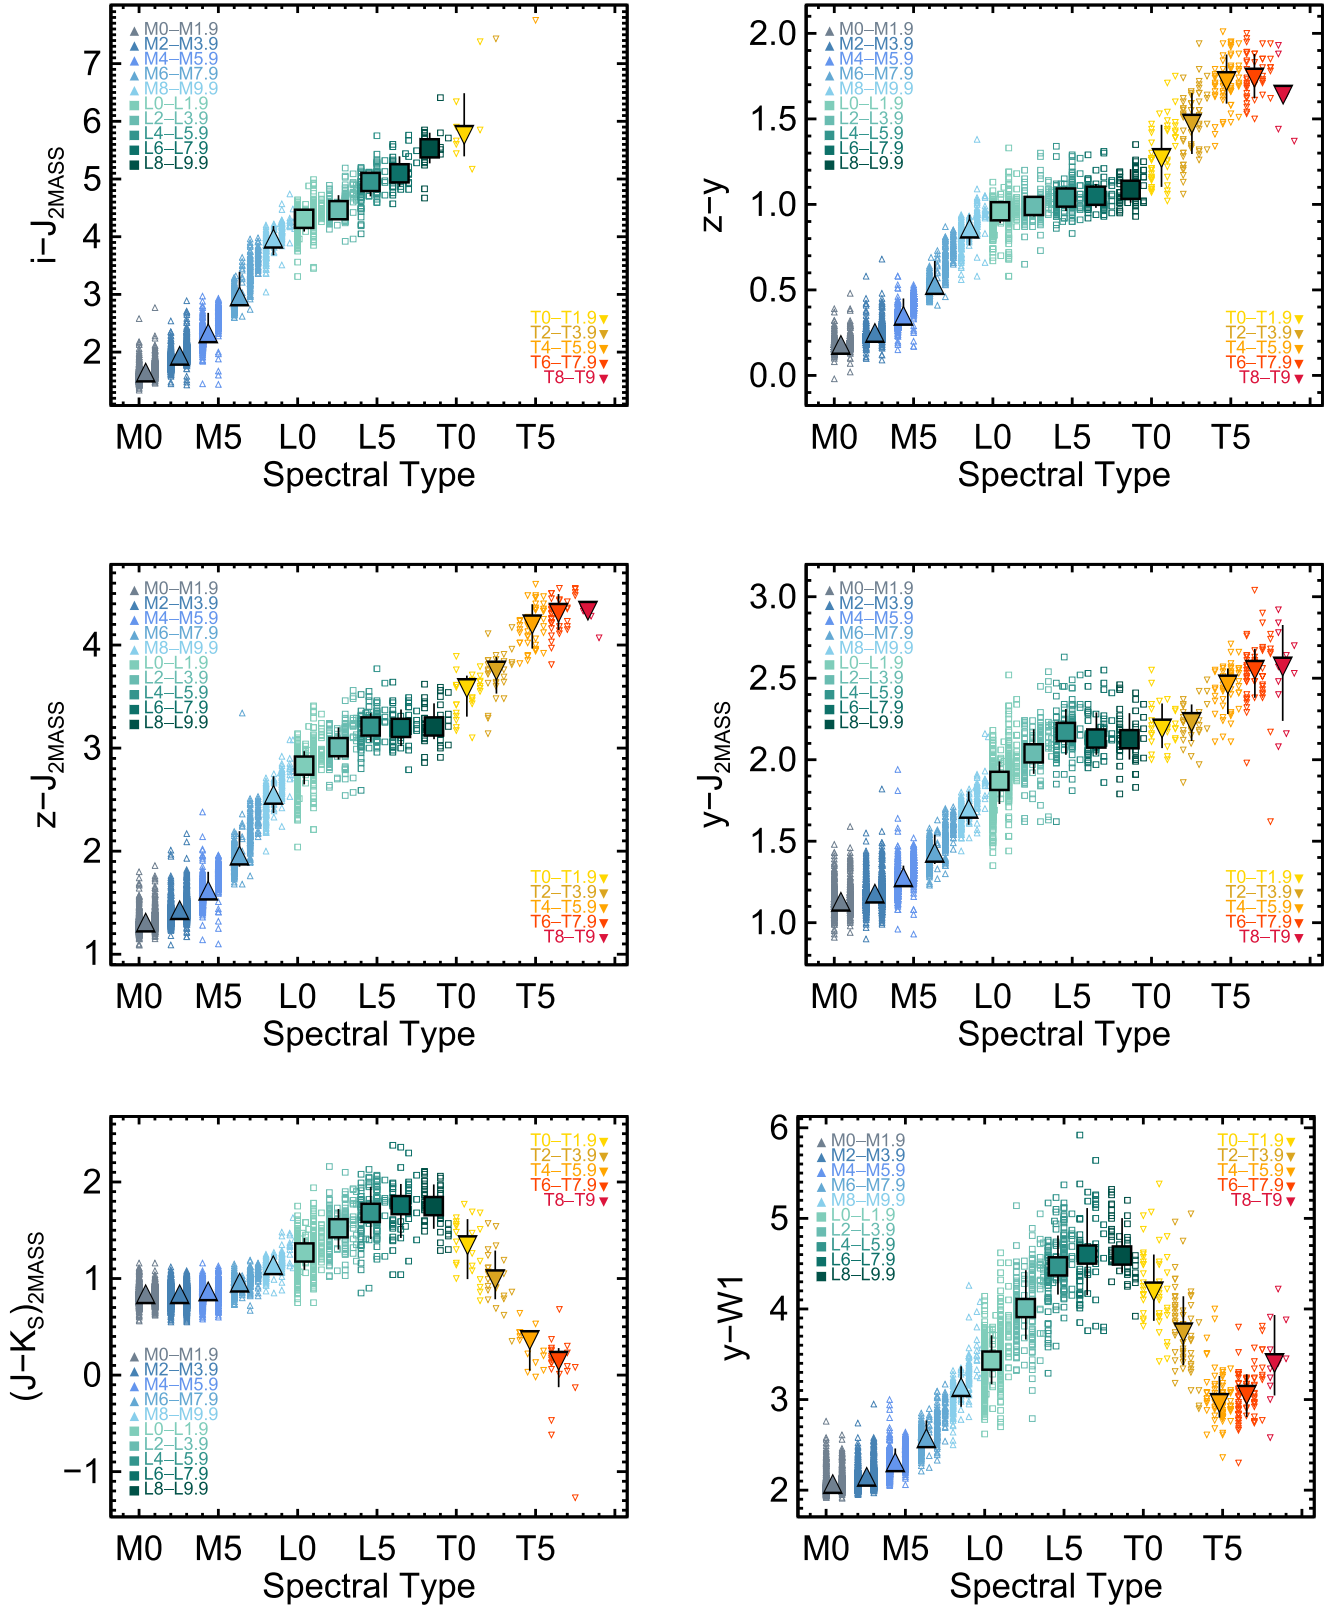 M0–M1.9
M2–M3.9
M4–M5.9
M6–M7.9
M8–M9.9
L0–L1.9
L2–L3.9
L4–L5.9
L6–L7.9
L8–L9.9
T0–T1.9
T2–T3.9
T4–T5.9
T6–T7.9
T8–T9
7
6
5
4
3
2
i–J2MASS
M0 M5 L0 L5 T0 T5
Spectral Type
M0–M1.9
M2–M3.9
M4–M5.9
M6–M7.9
M8–M9.9
L0–L1.9
L2–L3.9
L4–L5.9
L6–L7.9
L8–L9.9
T0–T1.9
T2–T3.9
T4–T5.9
T6–T7.9
T8–T9
2.0
1.5
1.0
0.5
0.0
z–y
M0 M5 L0 L5 T0 T5
Spectral Type
M0–M1.9
M2–M3.9
M4–M5.9
M6–M7.9
M8–M9.9
L0–L1.9
L2–L3.9
L4–L5.9
L6–L7.9
L8–L9.9
T0–T1.9
T2–T3.9
T4–T5.9
T6–T7.9
T8–T9
4
3
2
1
z–J2MASS
M0 M5 L0 L5 T0 T5
Spectral Type
M0–M1.9
M2–M3.9
M4–M5.9
M6–M7.9
M8–M9.9
L0–L1.9
L2–L3.9
L4–L5.9
L6–L7.9
L8–L9.9
T0–T1.9
T2–T3.9
T4–T5.9
T6–T7.9
T8–T9
3.0
2.5
2.0
1.5
1.0
y–J2MASS
M0 M5 L0 L5 T0 T5
Spectral Type
T0–T1.9
T2–T3.9
T4–T5.9
T6–T7.9
T8–T9
M0–M1.9
M2–M3.9
M4–M5.9
M6–M7.9
M8–M9.9
L0–L1.9
L2–L3.9
L4–L5.9
L6–L7.9
L8–L9.9
2
1
0
–1
(J–KS)2MASS
M0 M5 L0 L5 T0 T5
Spectral Type
M0–M1.9
M2–M3.9
M4–M5.9
M6–M7.9
M8–M9.9
L0–L1.9
L2–L3.9
L4–L5.9
L6–L7.9
L8–L9.9
T0–T1.9
T2–T3.9
T4–T5.9
T6–T7.9
T8–T9
6
5
4
3
2
y–W1
M0 M5 L0 L5 T0 T5
Spectral Type